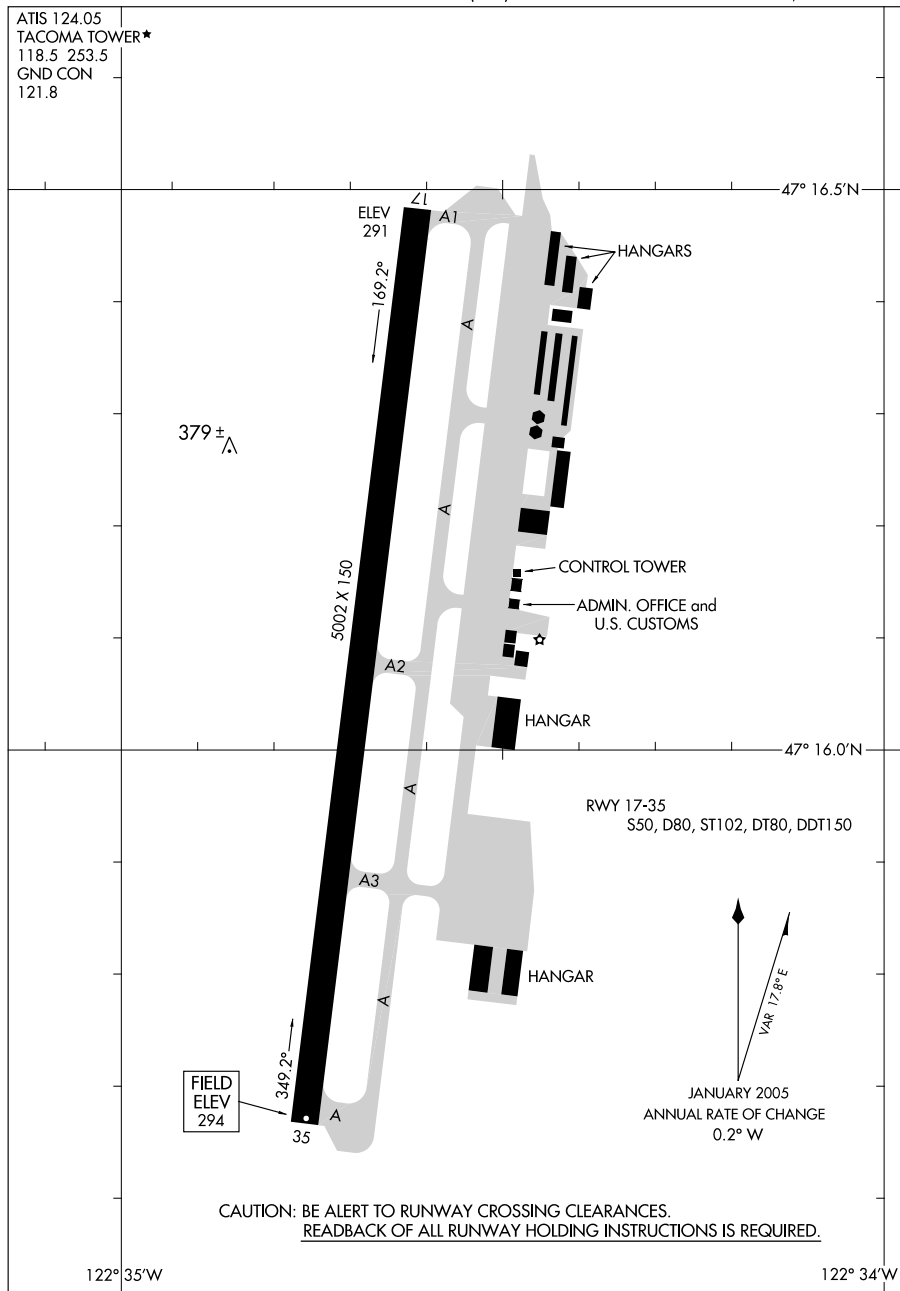 ATIS 124.05
TACOMA TOWER★
118.5 253.5
GND CON
121.8
17
47° 16.5'N
ELEV
291
A1
HANGARS
169.2°
A
379 ±
A
5002 X 150
CONTROL TOWER
ADMIN. OFFICE and
U.S. CUSTOMS
A2
HANGAR
47° 16.0'N
A
RWY 17-35
S50, D80, ST102, DT80, DDT150
A3
HANGAR
VAR 17.8° E
A
349.2°
FIELD
ELEV
294
A
35
JANUARY 2005
ANNUAL RATE OF CHANGE
0.2° W
CAUTION: BE ALERT TO RUNWAY CROSSING CLEARANCES.
READBACK OF ALL RUNWAY HOLDING INSTRUCTIONS IS REQUIRED.
122° 35'W
122° 34'W